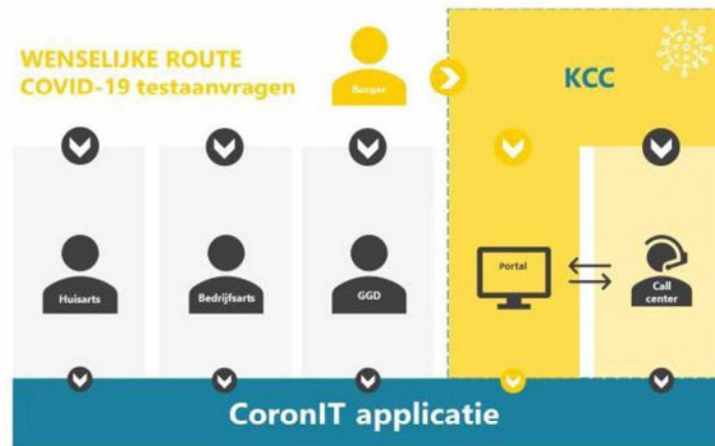 WENSELIJKE ROUTE
COVID-19 testaanvragen
Burger
KCC
Huisarts
Bedrijfsarts
GGD
Portal
Call
center
CoronIT applicatie